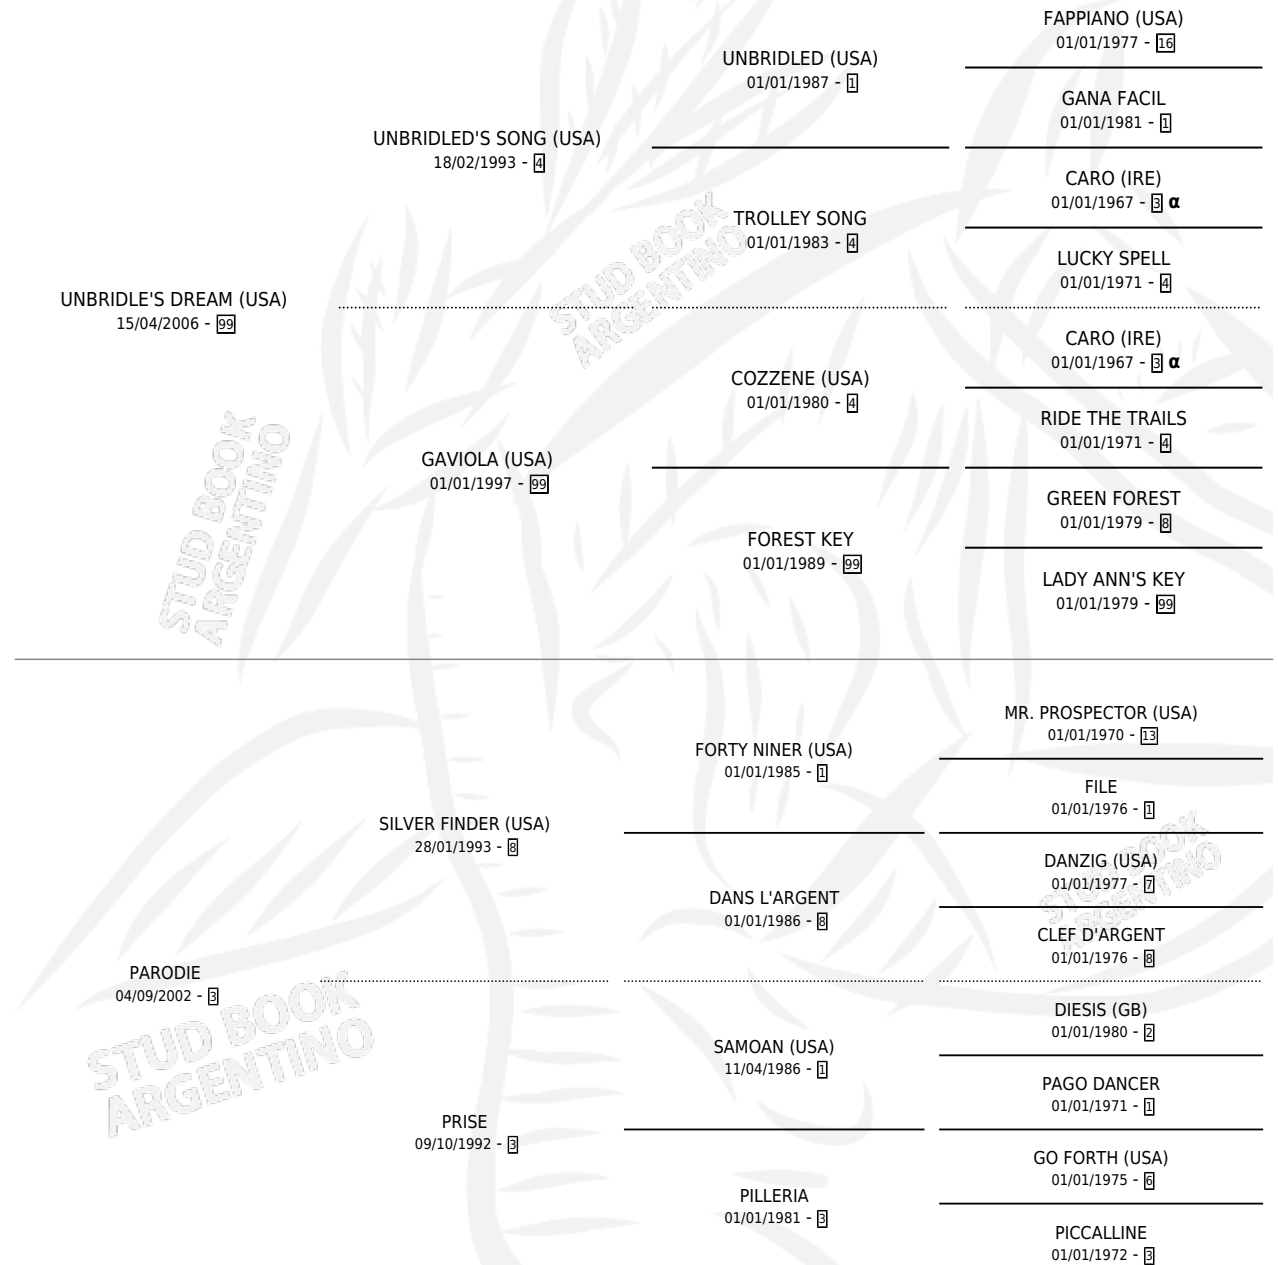 FAPPIANO (USA)
01/01/1977 - 16
UNBRIDLED (USA)
01/01/1987 - 1
GANA FACIL
01/01/1981 - 1
UNBRIDLED'S SONG (USA)
18/02/1993 - 4
CARO (IRE)
01/01/1967 - 3 α
TROLLEY SONG
01/01/1983 - 4
LUCKY SPELL
01/01/1971 - 4
UNBRIDLE'S DREAM (USA)
15/04/2006 - 99
CARO (IRE)
01/01/1967 - 3 α
COZZENE (USA)
01/01/1980 - 4
RIDE THE TRAILS
01/01/1971 - 4
GAVIOLA (USA)
01/01/1997 - 99
GREEN FOREST
01/01/1979 - 8
FOREST KEY
01/01/1989 - 99
LADY ANN'S KEY
01/01/1979 - 99
MR. PROSPECTOR (USA)
01/01/1970 - 13
FORTY NINER (USA)
01/01/1985 - 1
FILE
01/01/1976 - 1
SILVER FINDER (USA)
28/01/1993 - 8
DANZIG (USA)
01/01/1977 - 7
DANS L'ARGENT
01/01/1986 - 8
CLEF D'ARGENT
01/01/1976 - 8
PARODIE
04/09/2002 - 3
DIESIS (GB)
01/01/1980 - 2
SAMOAN (USA)
11/04/1986 - 1
PAGO DANCER
01/01/1971 - 1
PRISE
09/10/1992 - 3
GO FORTH (USA)
01/01/1975 - 6
PILLERIA
01/01/1981 - 3
PICCALLINE
01/01/1972 - 3
STUD BOOK
ARGENTINO
STUD BOOK
ARGENTINO
STUD BOOK
ARGENTINO
STUD BOOK
ARGENTINO